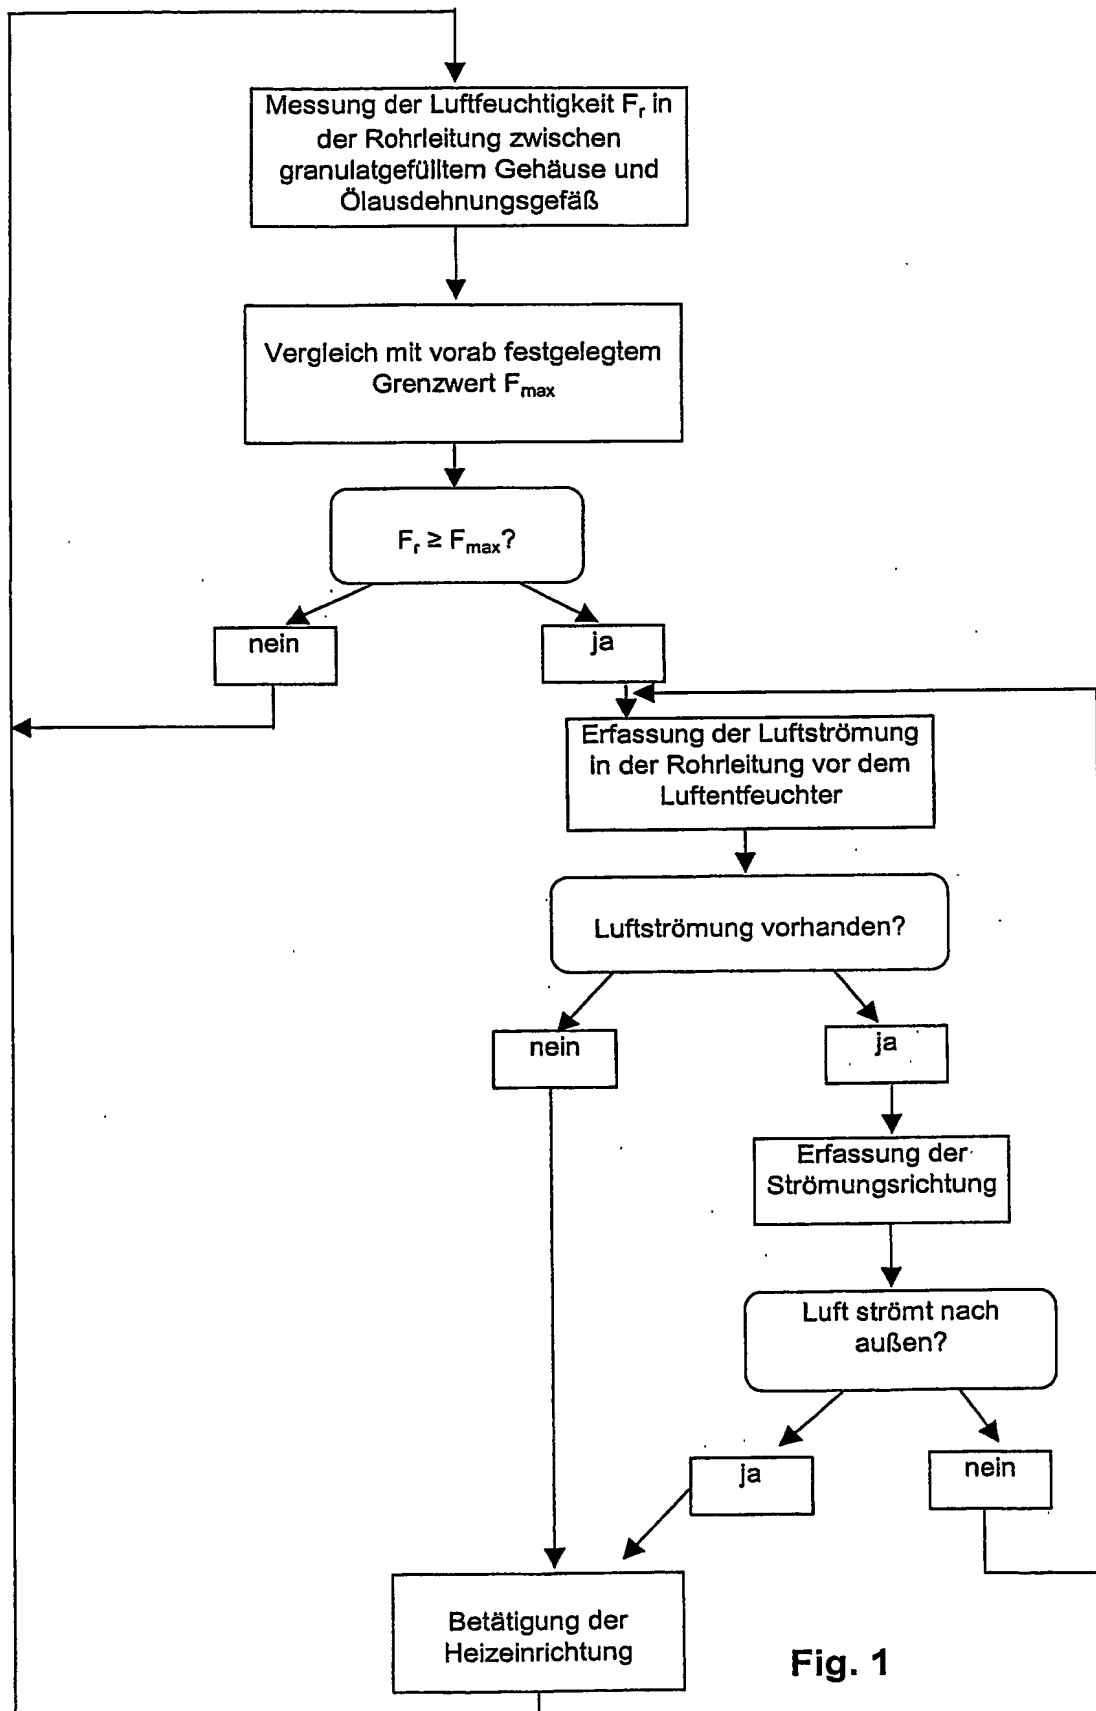 Messung der Luftfeuchtigkeit Fr in
der Rohrleitung zwischen
granulatgefülltem Gehäuse und
Ölausdehnungsgefäß
Vergleich mit vorab festgelegtem
Grenzwert Fmax
Fr ≥ Fmax?
nein
ja
Erfassung der Luftströmung
in der Rohrleitung vor dem
Luftentfeuchter
Luftströmung vorhanden?
nein
ja
Erfassung der
Strömungsrichtung
Luft strömt nach
außen?
ja
nein
Betätigung der
Heizeinrichtung
Fig. 1